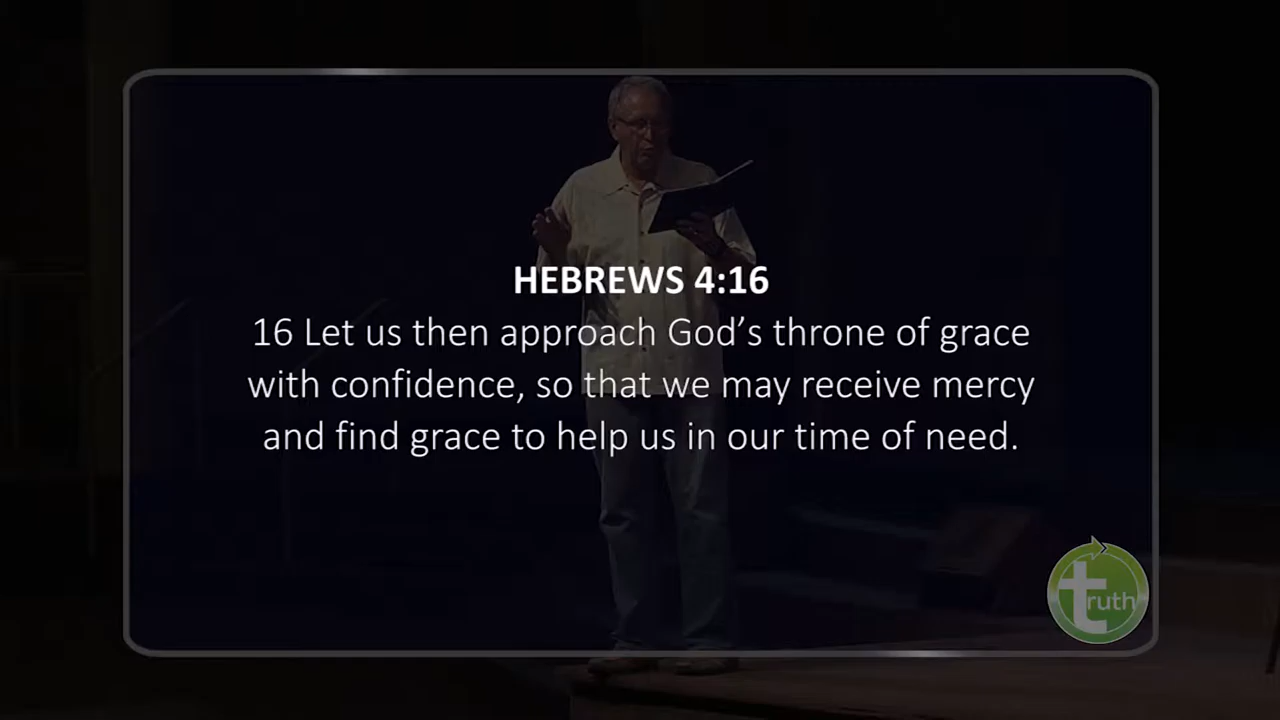 HEBREWS 4:16
16 Let us then approach God’s throne of grace
with confidence, so that we may receive mercy
and find grace to help us in our time of need.
truth